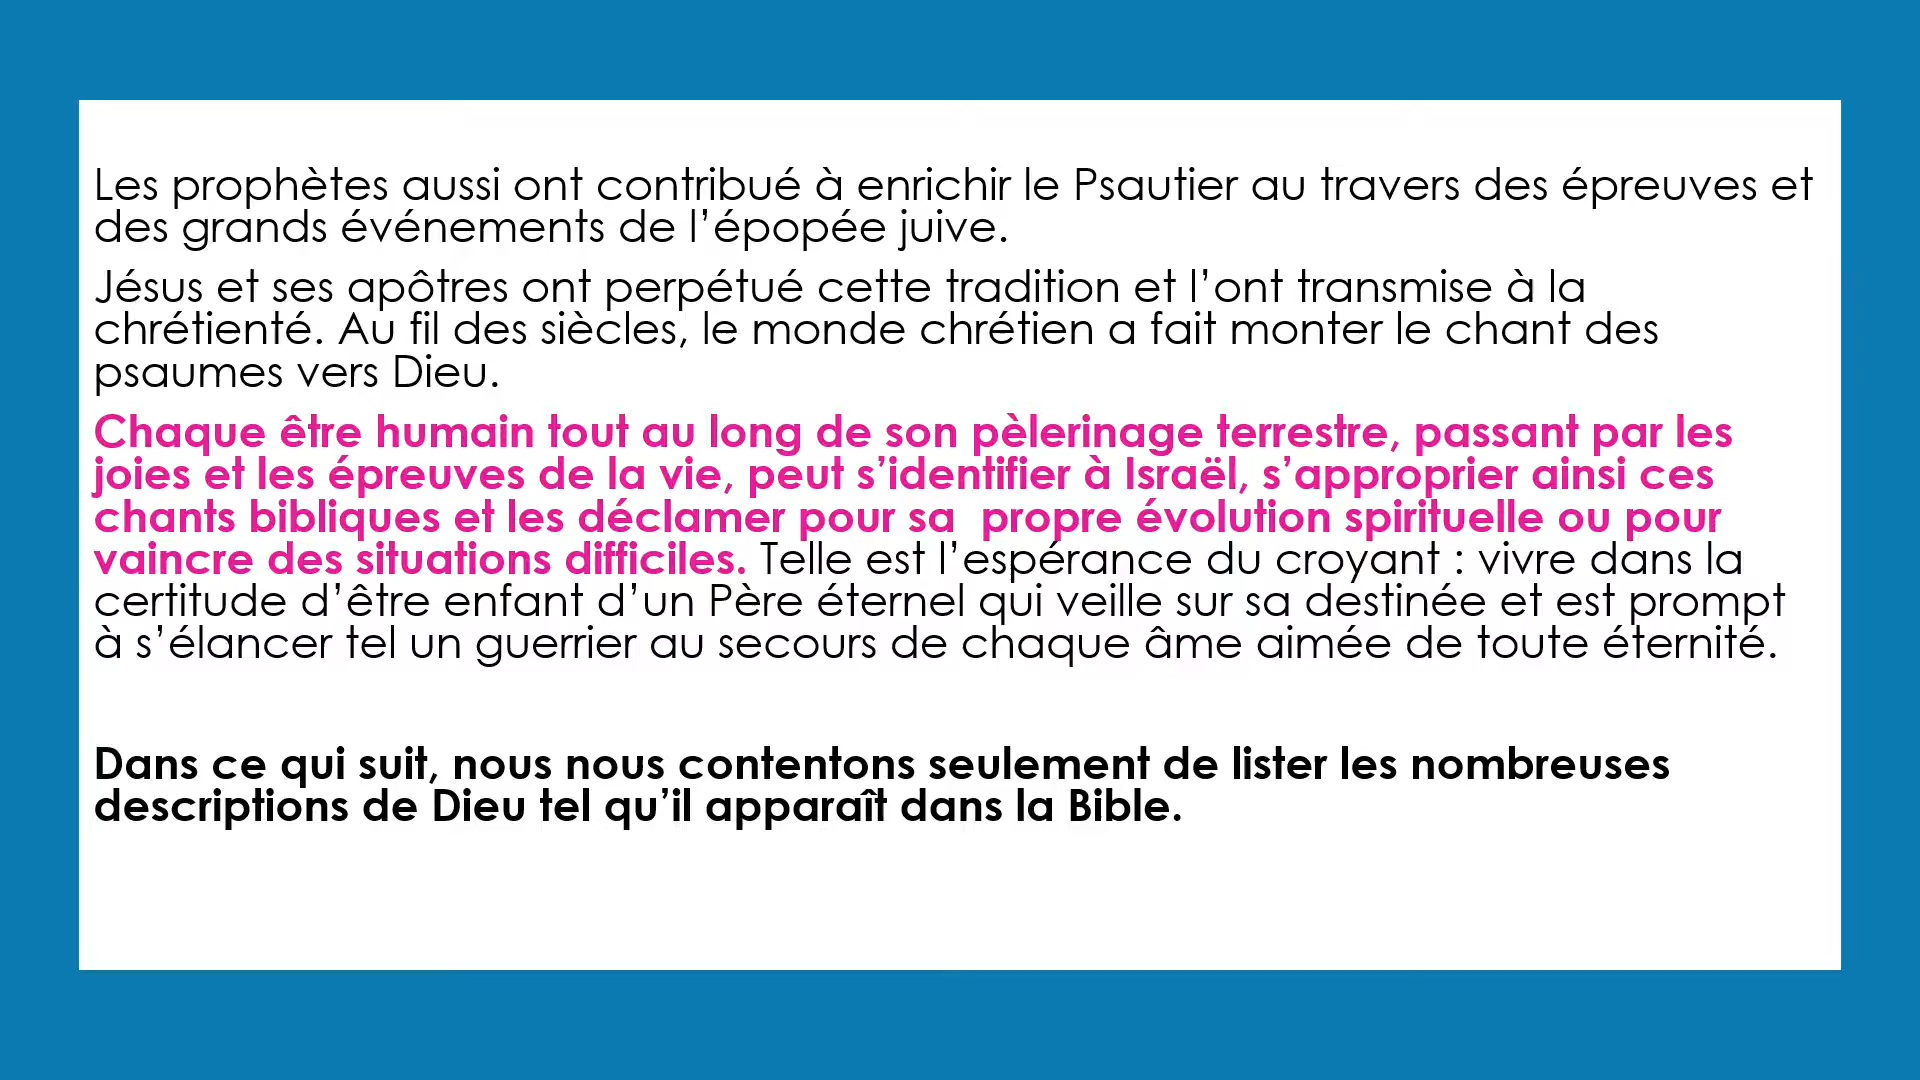 Les prophètes aussi ont contribué à enrichir le Psautier au travers des épreuves et
des grands événements de l’épopée juive.
Jésus et ses apôtres ont perpétué cette tradition et l’ont transmise à la
chrétienté. Au fil des siècles, le monde chrétien a fait monter le chant des
psaumes vers Dieu.
Chaque être humain tout au long de son pèlerinage terrestre, passant par les
joies et les épreuves de la vie, peut s’identifier à Israël, s’approprier ainsi ces
chants bibliques et les déclamer pour sa  propre évolution spirituelle ou pour
vaincre des situations difficiles. Telle est l’espérance du croyant : vivre dans la
certitude d’être enfant d’un Père éternel qui veille sur sa destinée et est prompt
à s’élancer tel un guerrier au secours de chaque âme aimée de toute éternité.
Dans ce qui suit, nous nous contentons seulement de lister les nombreuses
descriptions de Dieu tel qu’il apparaît dans la Bible.